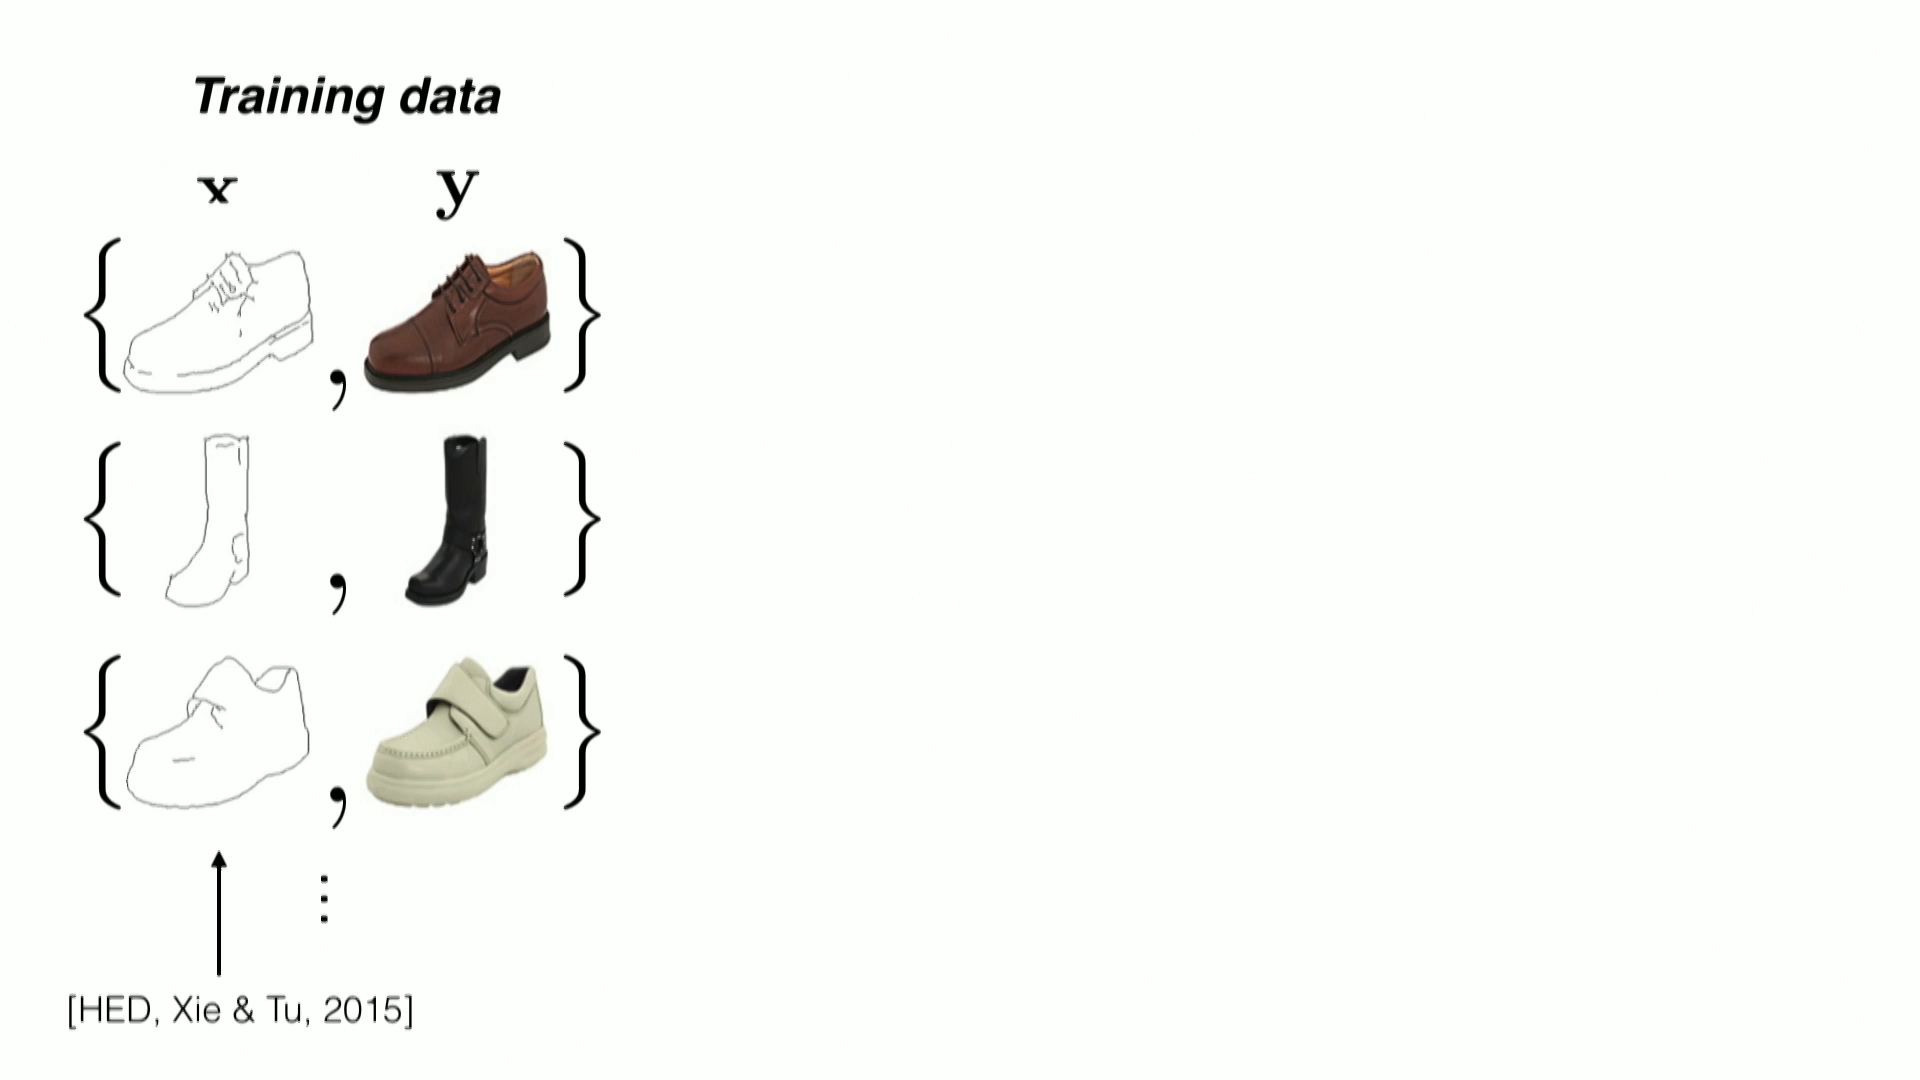 Training data
x y
{ , }
{ , }
{ , }
⋮
[HED, Xie & Tu, 2015]